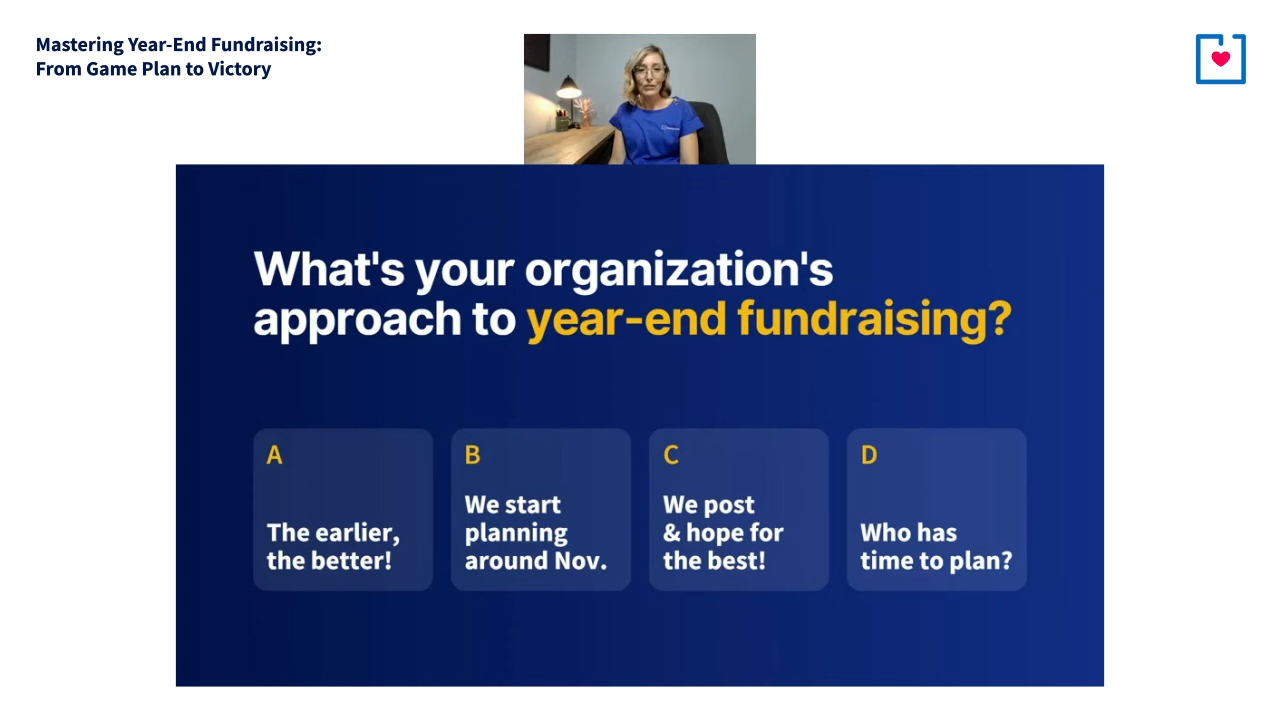 Mastering Year-End Fundraising:
From Game Plan to Victory
What's your organization's
approach to year-end fundraising?
A
The earlier,
the better!
B
We start
planning
around Nov.
C
We post
& hope for
the best!
D
Who has
time to plan?